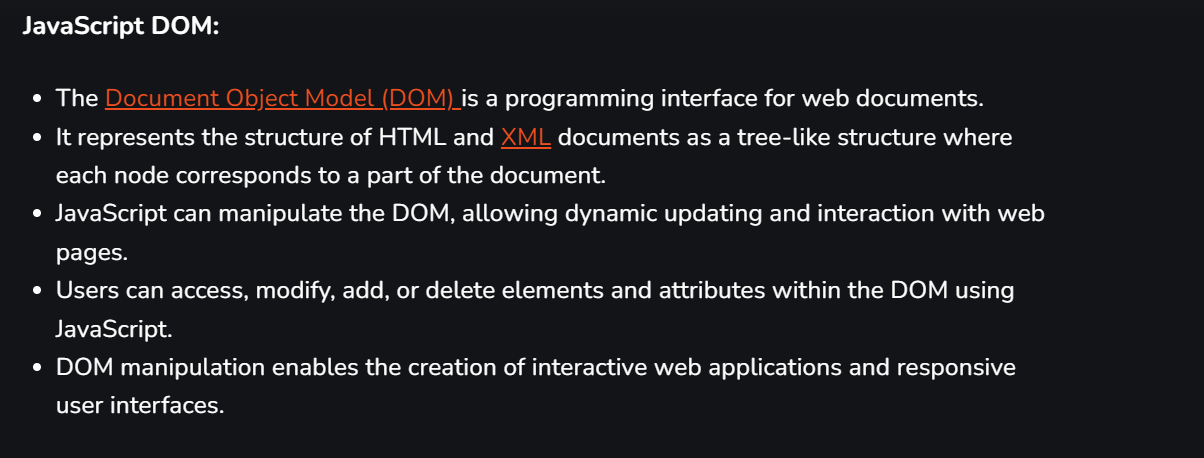 JavaScript DOM:
• The Document Object Model (DOM) is a programming interface for web documents.
• It represents the structure of HTML and XML documents as a tree-like structure where
each node corresponds to a part of the document.
• JavaScript can manipulate the DOM, allowing dynamic updating and interaction with web
pages.
• Users can access, modify, add, or delete elements and attributes within the DOM using
JavaScript.
• DOM manipulation enables the creation of interactive web applications and responsive
user interfaces.